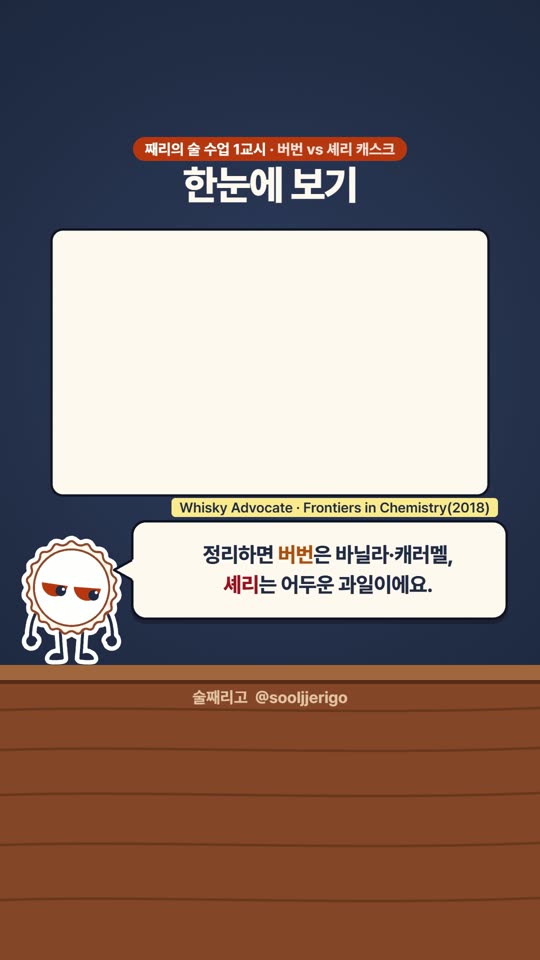 째리의 술 수업 1교시 · 버번 vs 셰리 캐스크
한눈에 보기
Whisky Advocate · Frontiers in Chemistry(2018)
정리하면 버번은 바닐라·캐러멜,
셰리는 어두운 과일이에요.
술째리고 @sooljjerigo